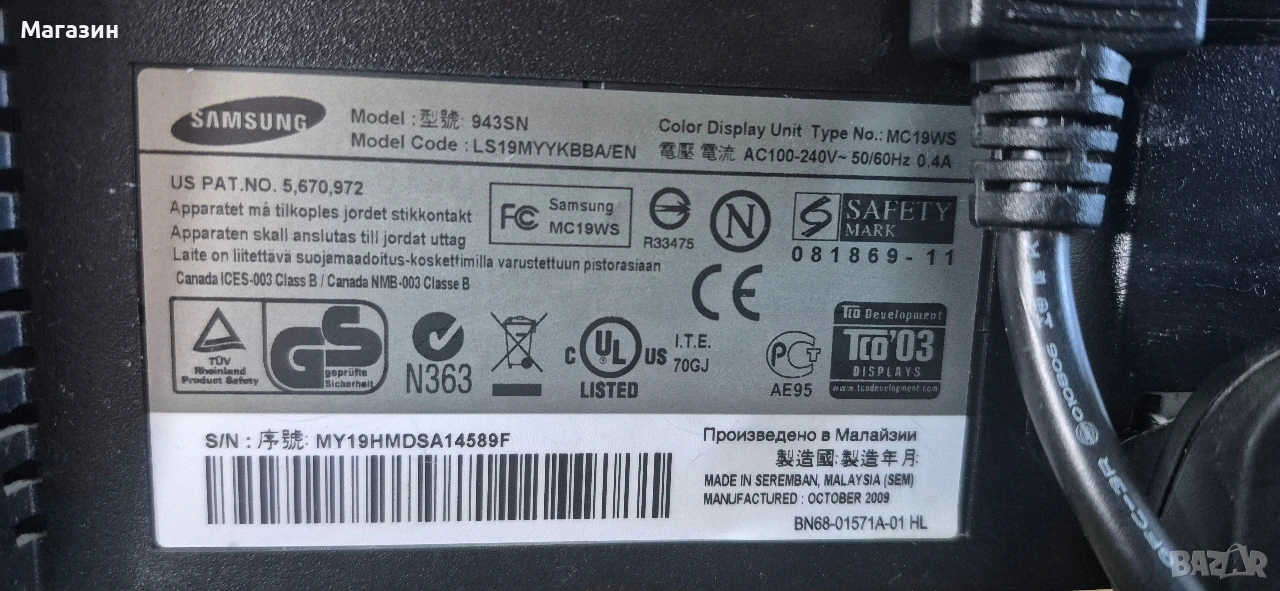 Магазин
SAMSUNG
Model : 型號: 943SN
Model Code : LS19MYYKBBA/EN
Color Display Unit Type No.: MC19WS
電壓 電流 AC100-240V~ 50/60Hz 0.4A
US PAT.NO. 5,670,972
Apparatet må tilkoples jordet stikkontakt
Apparaten skall anslutas till jordat uttag
Laite on liitettävä suojamaadoitus-koskettimilla varustettuun pistorasiaan
Canada ICES-003 Class B / Canada NMB-003 Classe B
FC Samsung
MC19WS
R33475
N
S SAFETY
MARK
081869-11
CE
TÜV
Rheinland
Product Safety
GS
geprüfte
Sicherheit
N363
C UL US
LISTED
I.T.E.
70GJ
PCT
AE95
TCO Development
TCO'03
DISPLAYS
www.tcodevelopment.com
S/N : 序號: MY19HMDSA14589F
Произведено в Малайзии
製造國:製造年月:
MADE IN SEREMBAN, MALAYSIA (SEM)
MANUFACTURED : OCTOBER 2009
BN68-01571A-01 HL
BAZAR